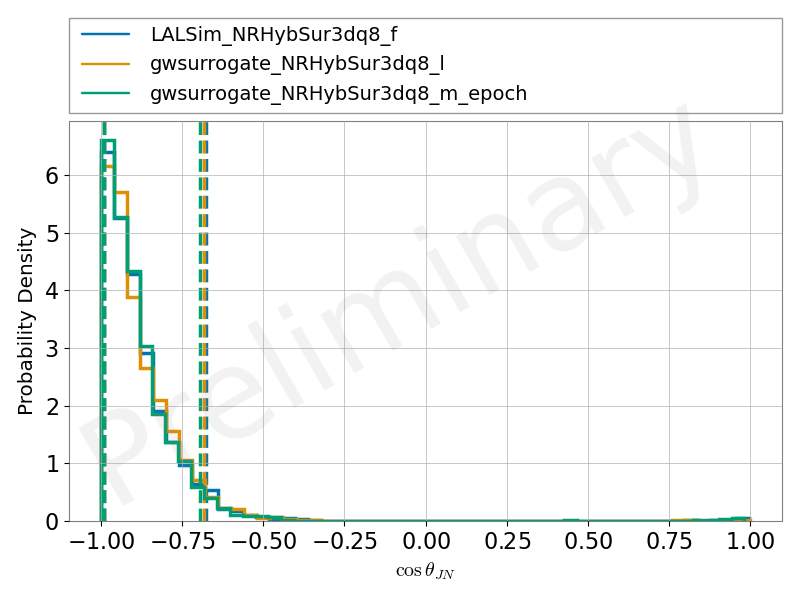 LALSim_NRHybSur3dq8_f
gwsurrogate_NRHybSur3dq8_l
gwsurrogate_NRHybSur3dq8_m_epoch
Preliminary
Probability Density
6
5
4
3
2
1
0
−1.00 −0.75 −0.50 −0.25 0.00 0.25 0.50 0.75 1.00
cos θ_JN